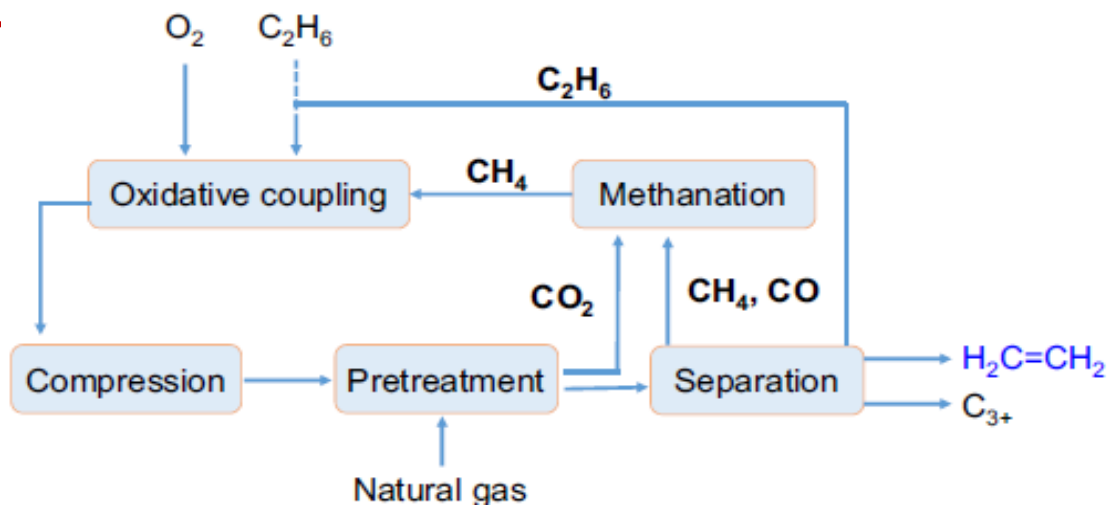 O₂
C₂H₆
C₂H₆
Oxidative coupling
CH₄
Methanation
CO₂
CH₄, CO
Compression
Pretreatment
Separation
H₂C=CH₂
C₃₊
Natural gas